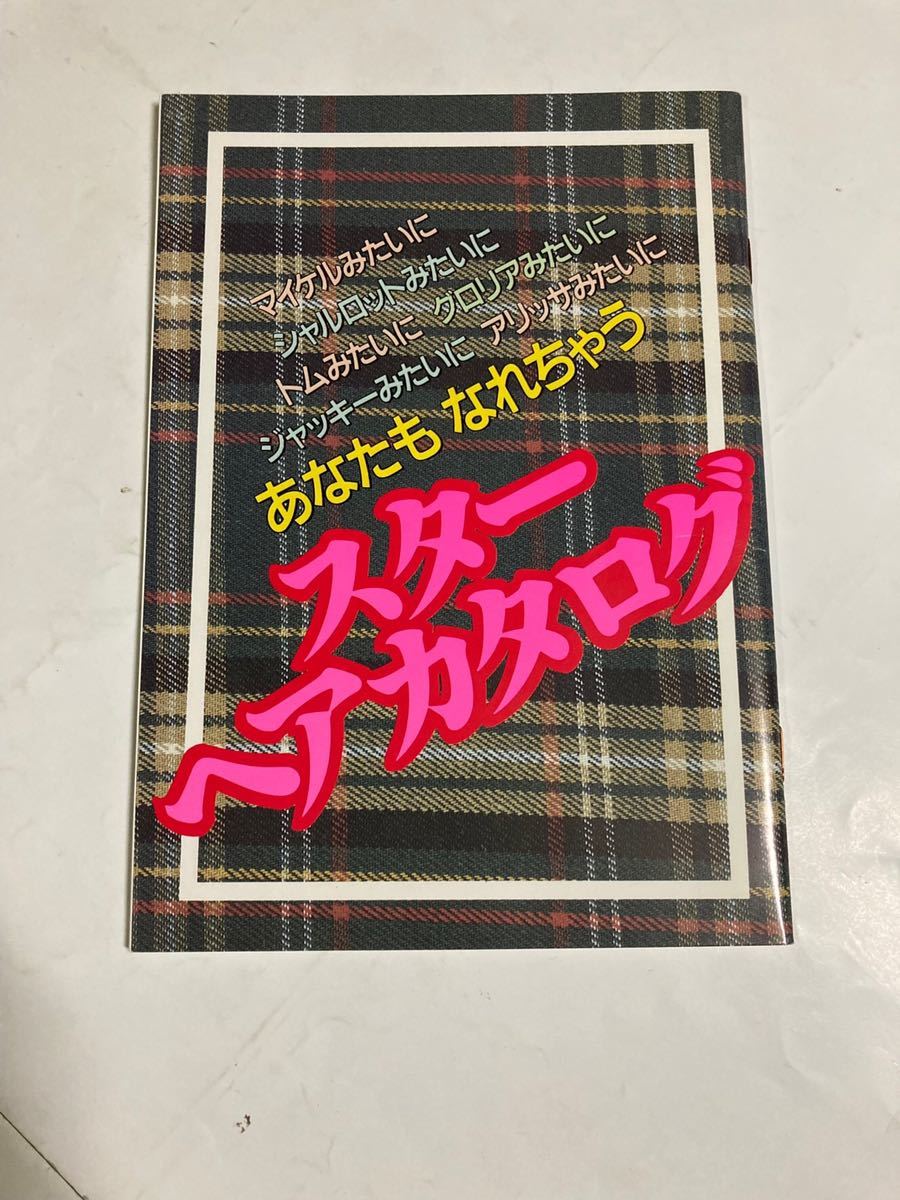 マイケルみたいに
シャルロットみたいに
トムみたいに グロリアみたいに
ジャッキーみたいに アリッサみたいに
あなたも なれちゃう
スター
ヘアカタログ